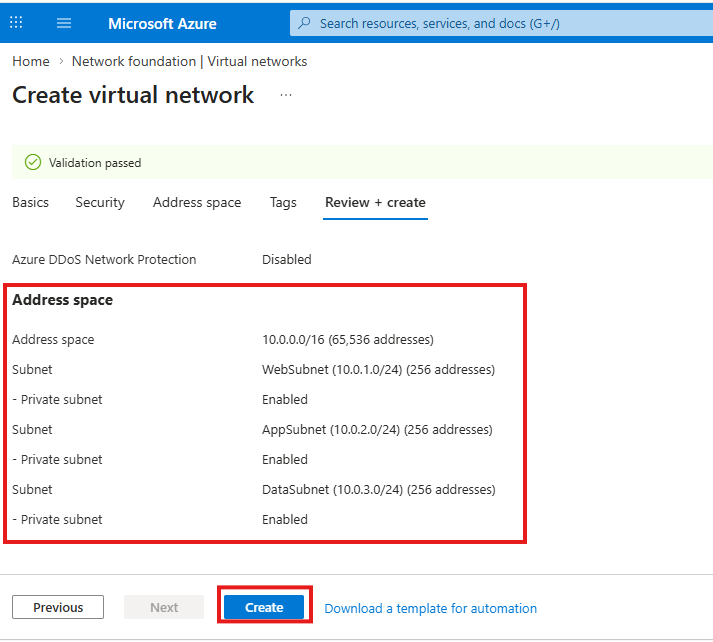 Microsoft Azure Search resources, services, and docs (G+/)
Home > Network foundation | Virtual networks
Create virtual network ...
Validation passed
Basics Security Address space Tags Review + create
Azure DDoS Network Protection Disabled
Address space
Address space 10.0.0.0/16 (65,536 addresses)
Subnet WebSubnet (10.0.1.0/24) (256 addresses)
- Private subnet Enabled
Subnet AppSubnet (10.0.2.0/24) (256 addresses)
- Private subnet Enabled
Subnet DataSubnet (10.0.3.0/24) (256 addresses)
- Private subnet Enabled
Previous Next Create Download a template for automation